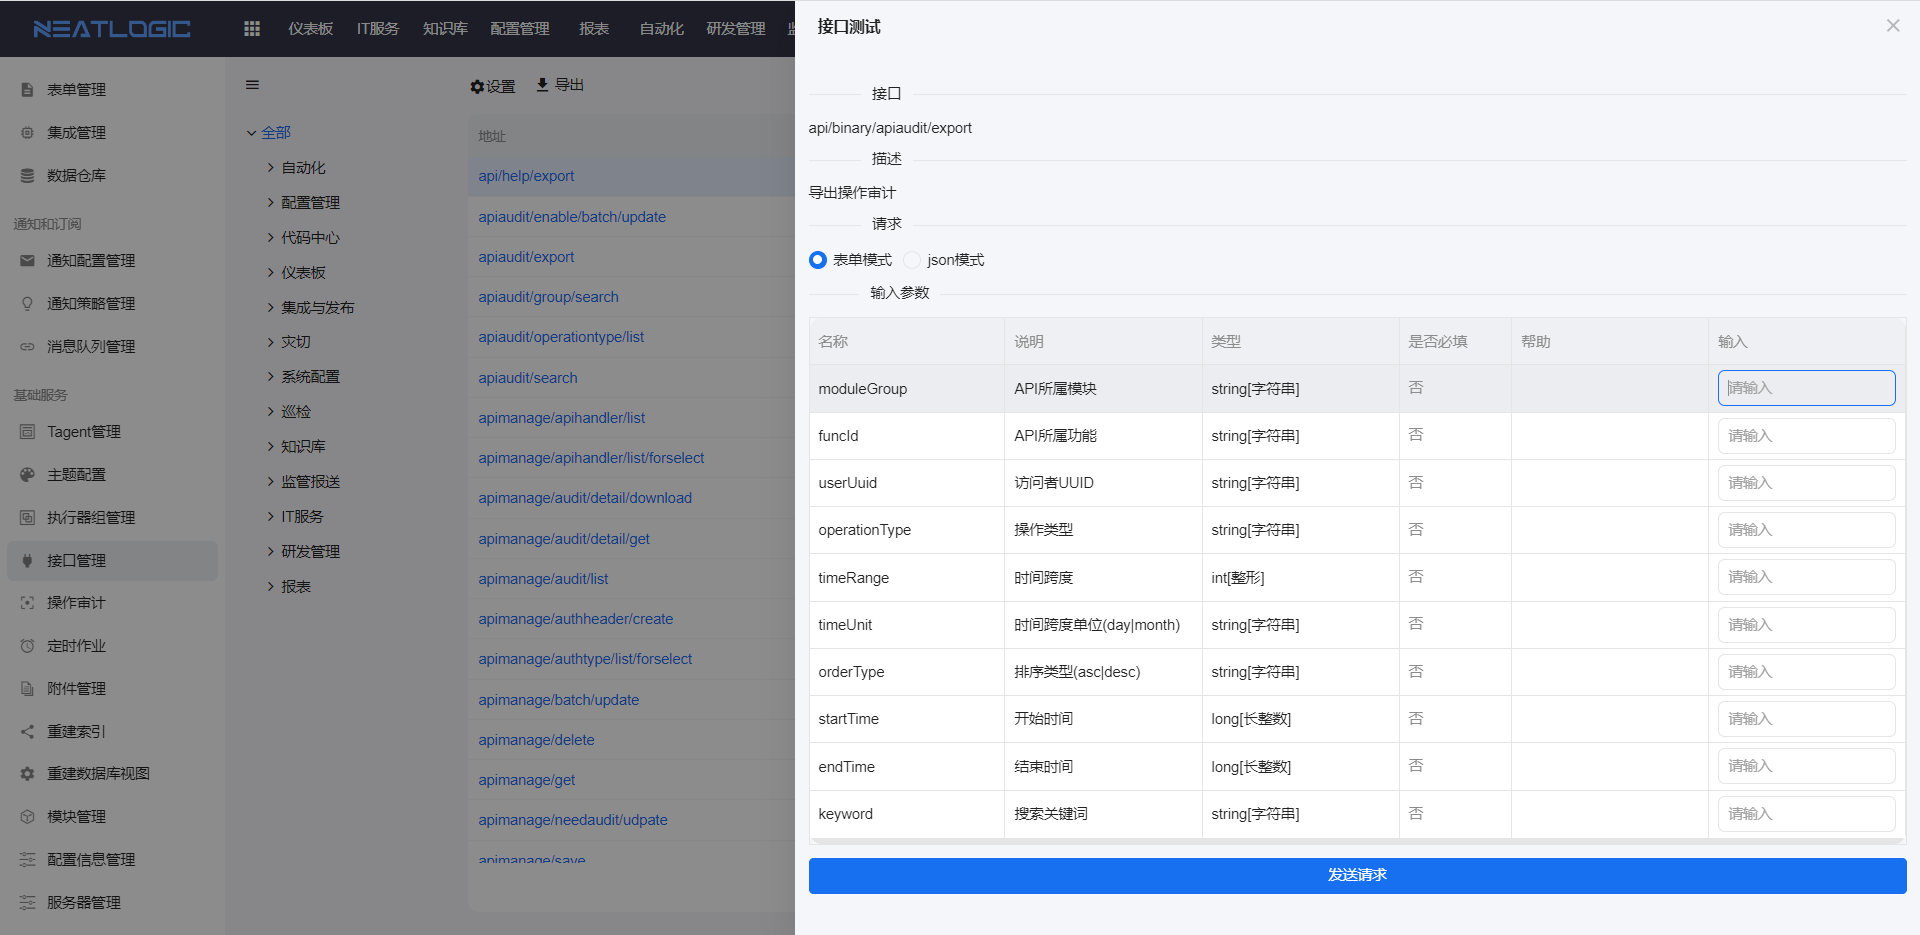 NEATLOGIC
仪表板 IT服务 知识库 配置管理 报表 自动化 研发管理
表单管理
集成管理
数据仓库
通知和订阅
通知配置管理
通知策略管理
消息队列管理
基础服务
Tagent管理
主题配置
执行器组管理
接口管理
操作审计
定时作业
附件管理
重建索引
重建数据库视图
模块管理
配置信息管理
服务器管理
全部
自动化
配置管理
代码中心
仪表板
集成与发布
灾切
系统配置
巡检
知识库
监管报送
IT服务
研发管理
报表
设置 导出
地址
api/help/export
apiaudit/enable/batch/update
apiaudit/export
apiaudit/group/search
apiaudit/operationtype/list
apiaudit/search
apimanage/apihandler/list
apimanage/apihandler/list/forselect
apimanage/audit/detail/download
apimanage/audit/detail/get
apimanage/audit/list
apimanage/authheader/create
apimanage/authtype/list/forselect
apimanage/batch/update
apimanage/delete
apimanage/get
apimanage/needaudit/udpate
apimanage/save
接口测试
接口
api/binary/apiaudit/export
描述
导出操作审计
请求
表单模式 json模式
输入参数
名称 说明 类型 是否必填 帮助 输入
moduleGroup API所属模块 string[字符串] 否 请输入
funcId API所属功能 string[字符串] 否 请输入
userUuid 访问者UUID string[字符串] 否 请输入
operationType 操作类型 string[字符串] 否 请输入
timeRange 时间跨度 int[整形] 否 请输入
timeUnit 时间跨度单位(day|month) string[字符串] 否 请输入
orderType 排序类型(asc|desc) string[字符串] 否 请输入
startTime 开始时间 long[长整数] 否 请输入
endTime 结束时间 long[长整数] 否 请输入
keyword 搜索关键词 string[字符串] 否 请输入
发送请求